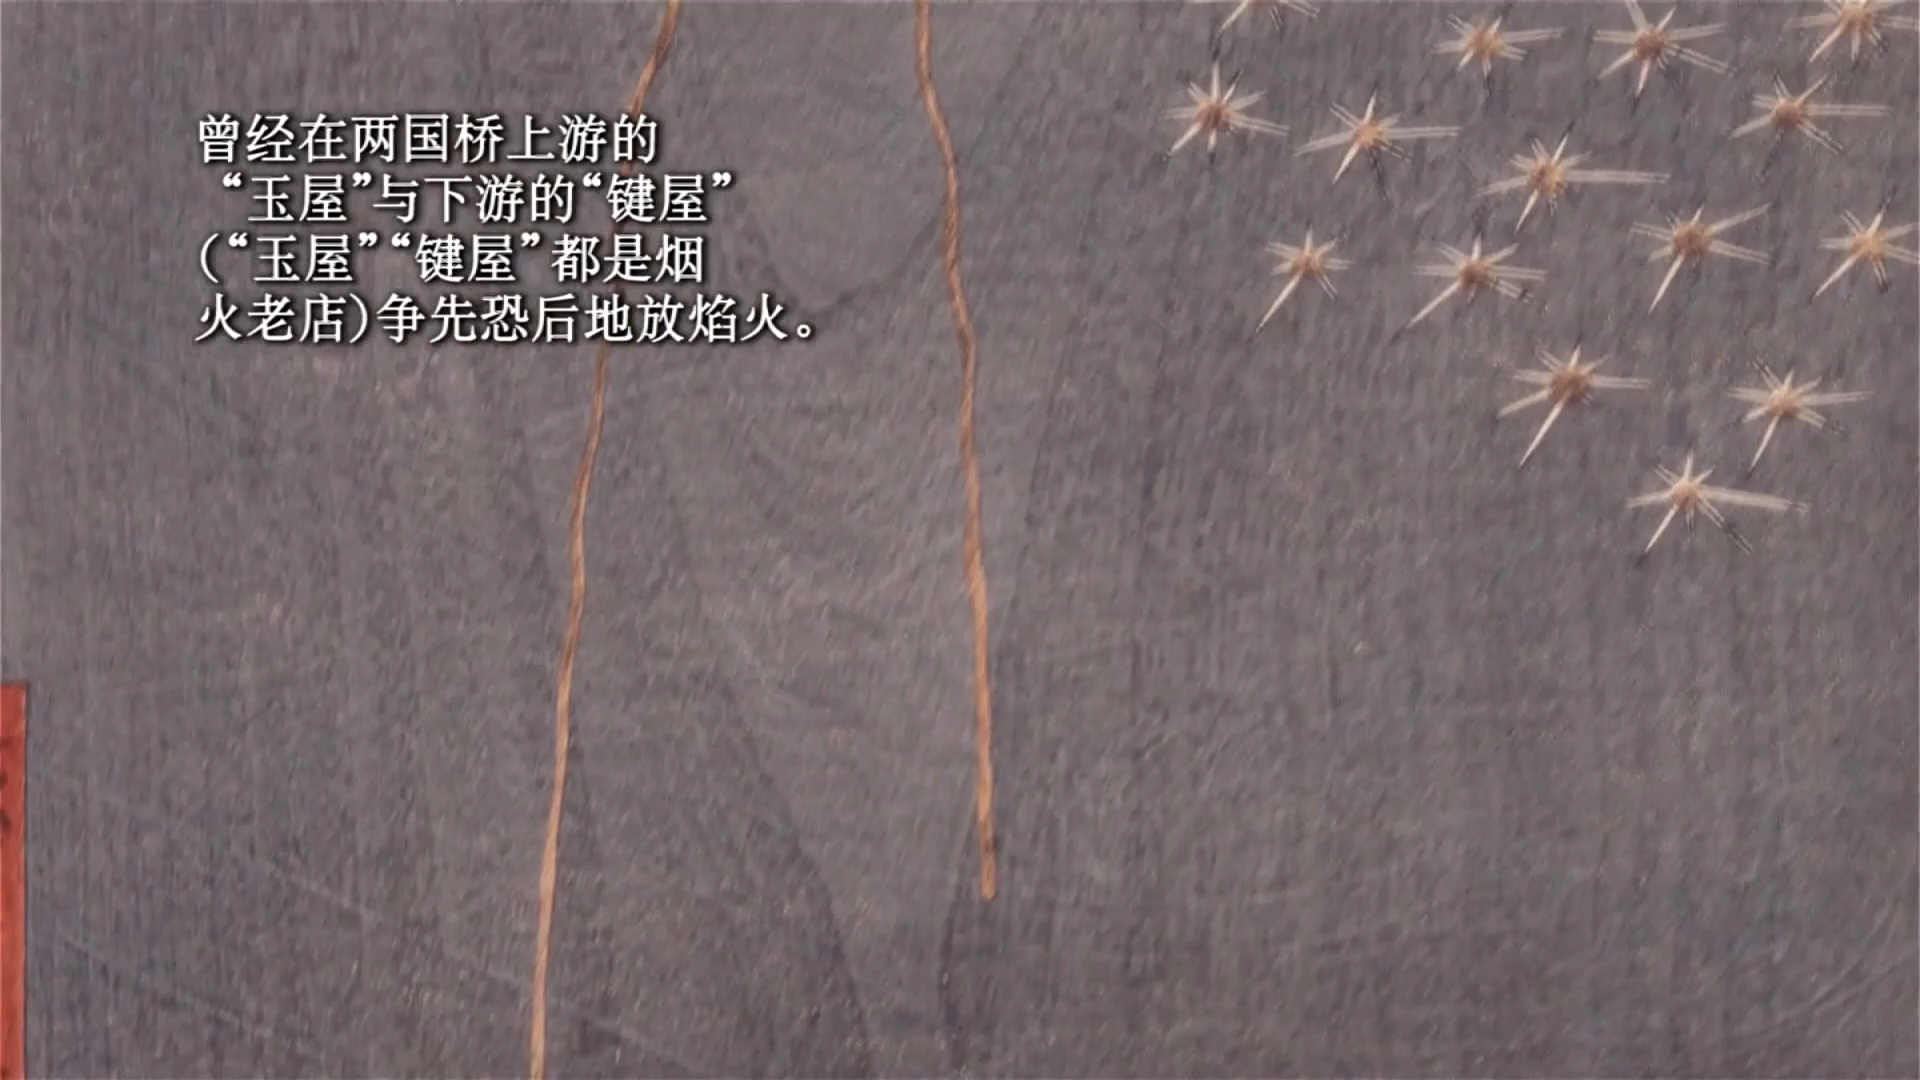 曾经在两国桥上游的
“玉屋”与下游的“键屋”
(“玉屋”“键屋”都是烟
火老店)争先恐后地放焰火。